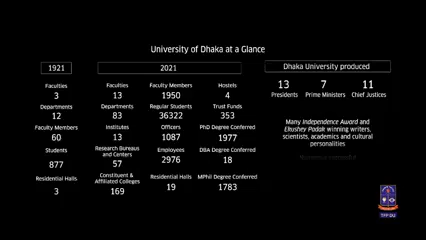 University of Dhaka at a Glance
1921
Faculties
3
Departments
12
Faculty Members
60
Students
877
Residential Halls
3
2021
Faculties
13
Departments
83
Institutes
13
Research Bureaus
and Centers
57
Constituent &
Affiliated Colleges
169
Faculty Members
1950
Regular Students
36322
Officers
1087
Employees
2976
Residential Halls
19
Hostels
4
Trust Funds
353
PhD Degree Conferred
1977
DBA Degree Conferred
18
MPhil Degree Conferred
1783
Dhaka University produced
13
Presidents
7
Prime Ministers
11
Chief Justices
Many Independence Award and
Ekushey Padak winning writers,
scientists, academics and cultural
personalities
TPP DU